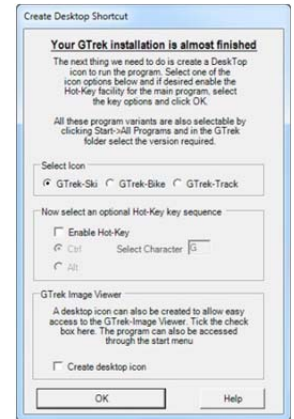 Create Desktop Shortcut
Your GTrek installation is almost finished
The next thing we need to do is create a DeskTop
icon to run the program. Select one of the
icon options below and if desired enable
the Hot-Key facility for the main program, select
the key options and click OK.
All these program variants are also selectable by
clicking Start->All Programs and in the GTrek
folder select the version required.
Select Icon
GTrek-Ski GTrek-Bike GTrek-Track
Now select an optional Hot-Key key sequence
Enable Hot-Key
Ctrl Select Character G
Alt
GTrek Image Viewer
A desktop icon can also be created to allow easy
access to the GTrek-Image Viewer. Tick the check
box here. The program can also be accessed
through the start menu
Create desktop icon
OK Help